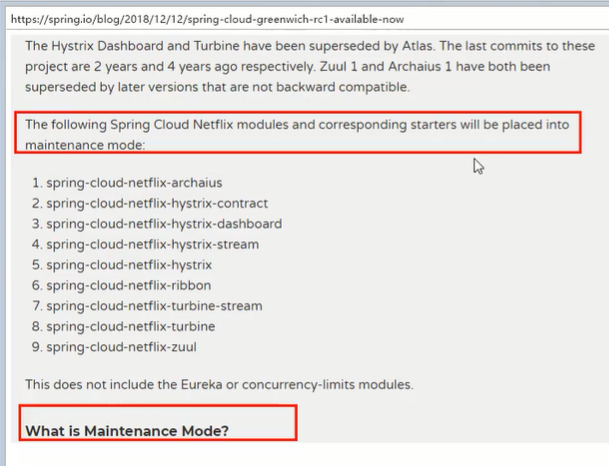 https://spring.io/blog/2018/12/12/spring-cloud-greenwich-rc1-available-now
The Hystrix Dashboard and Turbine have been superseded by Atlas. The last commits to these
project are 2 years and 4 years ago respectively. Zuul 1 and Archaius 1 have both been
superseded by later versions that are not backward compatible.
The following Spring Cloud Netflix modules and corresponding starters will be placed into
maintenance mode:
1. spring-cloud-netflix-archaius
2. spring-cloud-netflix-hystrix-contract
3. spring-cloud-netflix-hystrix-dashboard
4. spring-cloud-netflix-hystrix-stream
5. spring-cloud-netflix-hystrix
6. spring-cloud-netflix-ribbon
7. spring-cloud-netflix-turbine-stream
8. spring-cloud-netflix-turbine
9. spring-cloud-netflix-zuul
This does not include the Eureka or concurrency-limits modules.
What is Maintenance Mode?